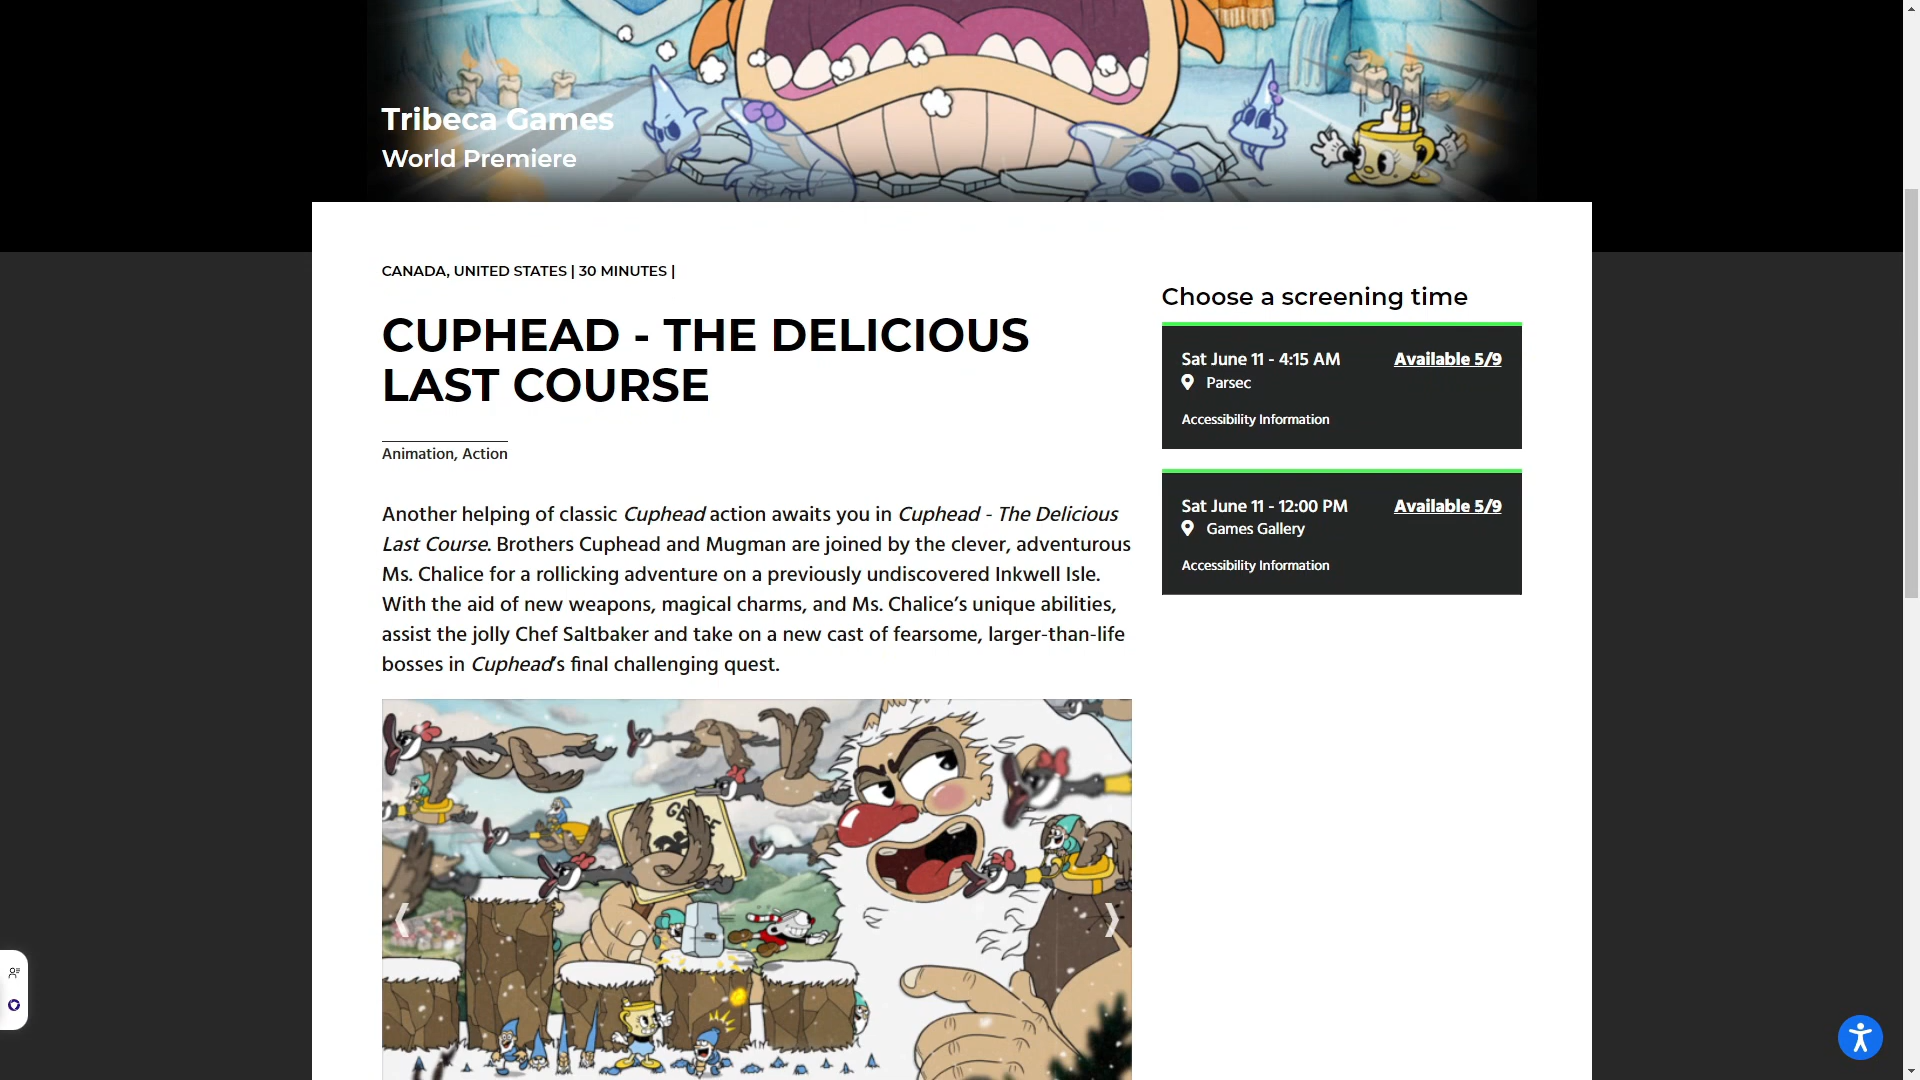 Tribeca Games
World Premiere
CANADA, UNITED STATES | 30 MINUTES |
CUPHEAD - THE DELICIOUS
LAST COURSE
Animation, Action
Another helping of classic Cuphead action awaits you in Cuphead - The Delicious
Last Course. Brothers Cuphead and Mugman are joined by the clever, adventurous
Ms. Chalice for a rollicking adventure on a previously undiscovered Inkwell Isle.
With the aid of new weapons, magical charms, and Ms. Chalice’s unique abilities,
assist the jolly Chef Saltbaker and take on a new cast of fearsome, larger-than-life
bosses in Cuphead’s final challenging quest.
Choose a screening time
Sat June 11 - 4:15 AM Available 5/9
Parsec
Accessibility Information
Sat June 11 - 12:00 PM Available 5/9
Games Gallery
Accessibility Information